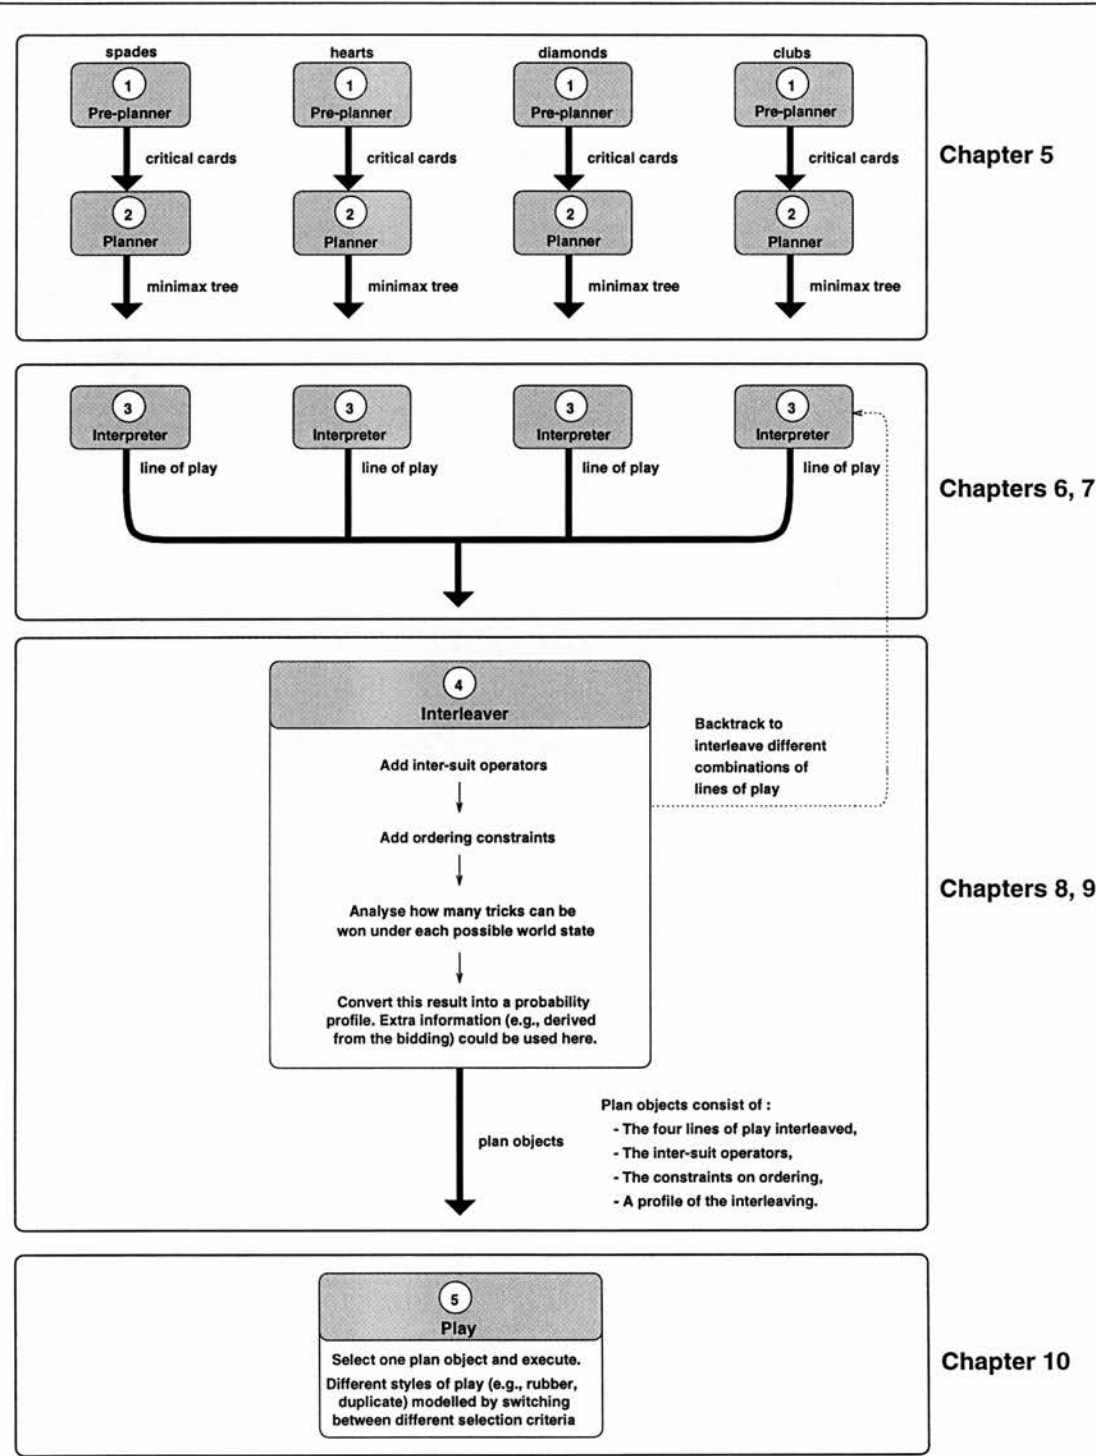 spades hearts diamonds clubs
1 1 1 1
Pre-planner Pre-planner Pre-planner Pre-planner
critical cards critical cards critical cards critical cards
Chapter 5
2 2 2 2
Planner Planner Planner Planner
minimax tree minimax tree minimax tree minimax tree
3 3 3 3
Interpreter Interpreter Interpreter Interpreter
line of play line of play line of play line of play
Chapters 6, 7
4
Interleaver
Add inter-suit operators
Add ordering constraints
Analyse how many tricks can be
won under each possible world state
Convert this result into a probability
profile. Extra information (e.g., derived
from the bidding) could be used here.
Backtrack to
interleave different
combinations of
lines of play
Chapters 8, 9
plan objects
Plan objects consist of :
- The four lines of play interleaved,
- The inter-suit operators,
- The constraints on ordering,
- A profile of the interleaving.
5
Play
Select one plan object and execute.
Different styles of play (e.g., rubber,
duplicate) modelled by switching
between different selection criteria
Chapter 10